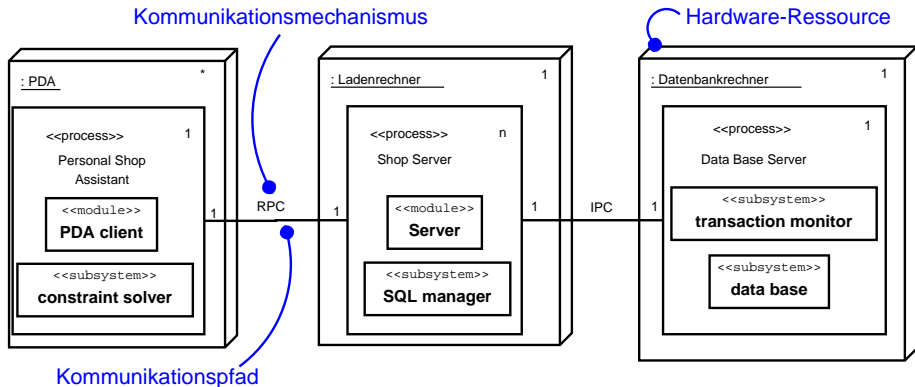 Kommunikationsmechanismus
Hardware-Ressource
: PDA
*
<<process>>
1
Personal Shop
Assistant
<<module>>
PDA client
<<subsystem>>
constraint solver
1
RPC
1
: Ladenrechner
1
<<process>>
n
Shop Server
<<module>>
Server
<<subsystem>>
SQL manager
1
IPC
1
: Datenbankrechner
1
<<process>>
1
Data Base Server
<<subsystem>>
transaction monitor
<<subsystem>>
data base
Kommunikationspfad